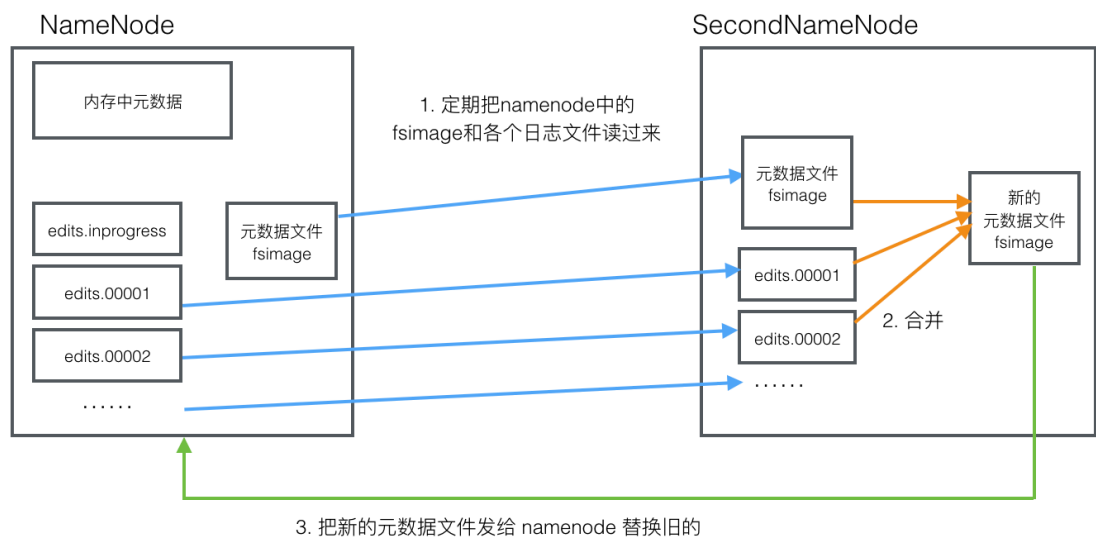 NameNode
SecondNameNode
内存中元数据
1. 定期把namenode中的
fsimage和各个日志文件读过来
edits.inprogress
元数据文件
fsimage
edits.00001
edits.00002
······
元数据文件
fsimage
edits.00001
edits.00002
······
新的
元数据文件
fsimage
2. 合并
3. 把新的元数据文件发给 namenode 替换旧的